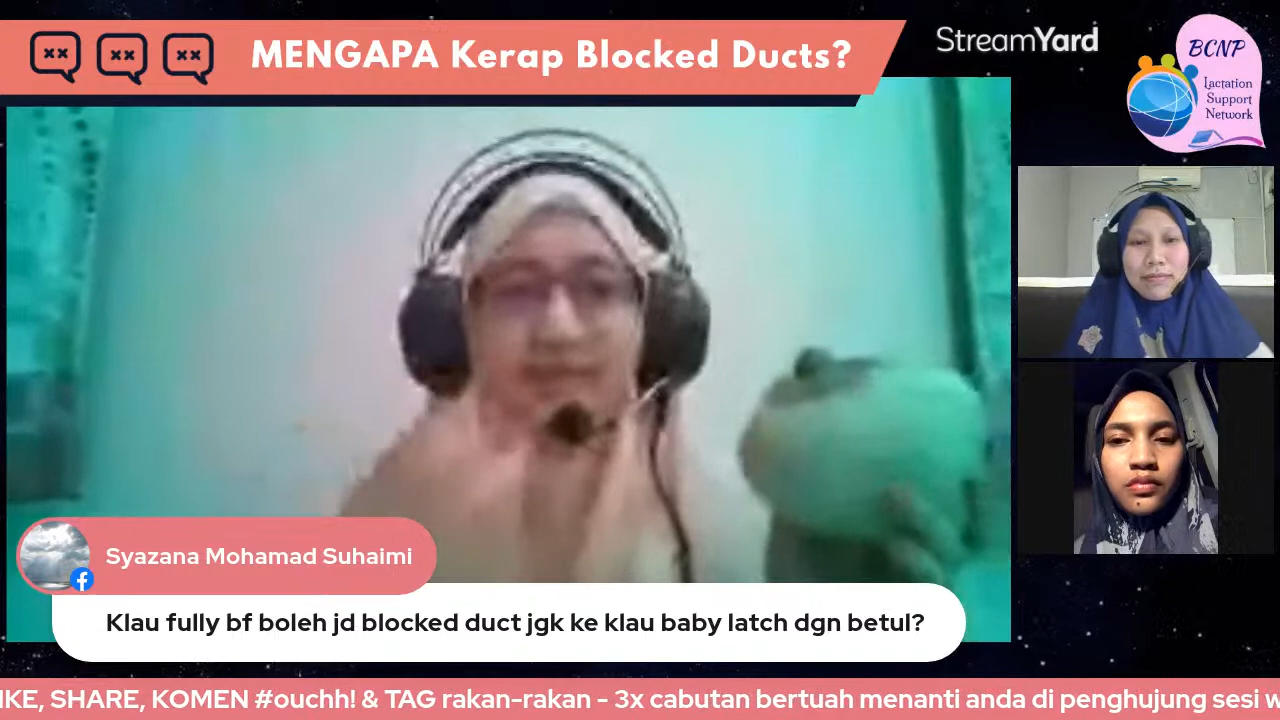 MENGAPA Kerap Blocked Ducts?
StreamYard
BCNP
Lactation
Support
Network
Syazana Mohamad Suhaimi
Klau fully bf boleh jd blocked duct jgk ke klau baby latch dgn betul?
IKE, SHARE, KOMEN #ouchh! & TAG rakan-rakan - 3x cabutan bertuah menanti anda di penghujung sesi w